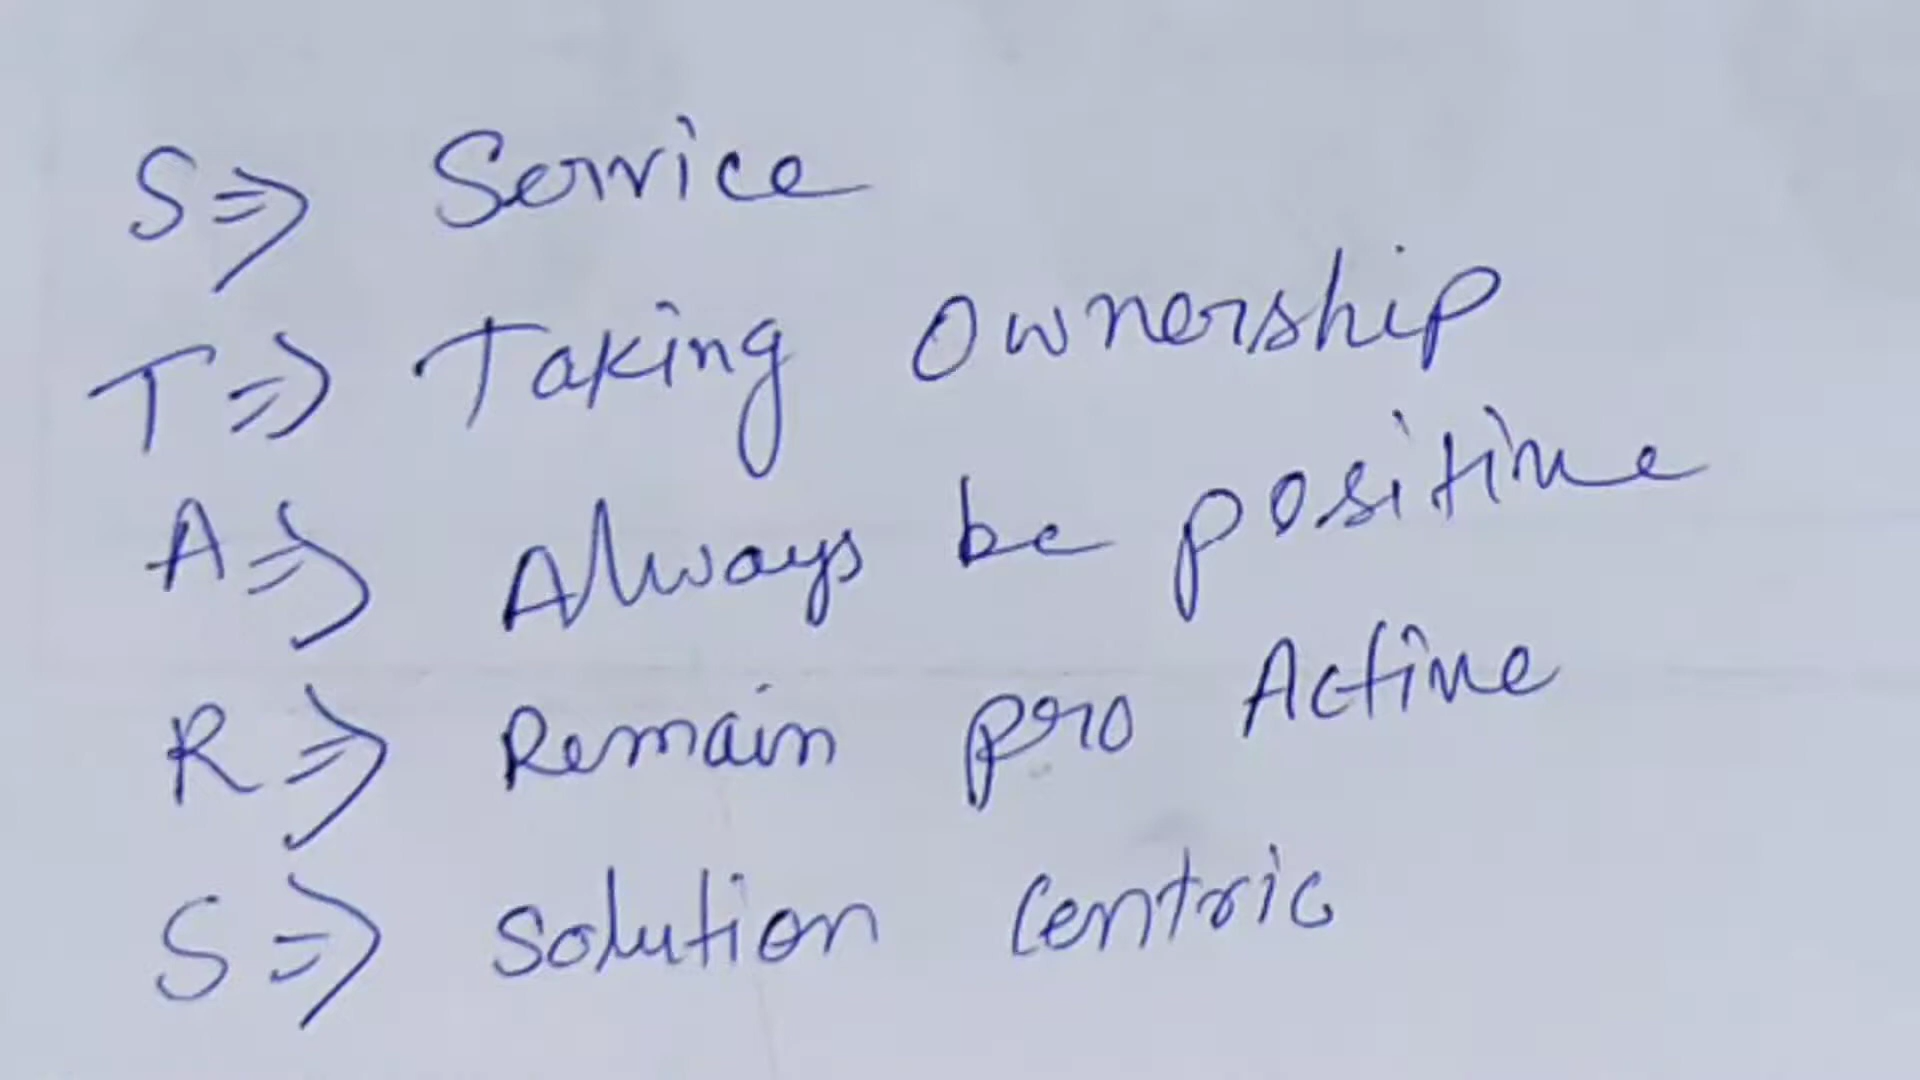 S => Service
T => Taking Ownership
A => Always be positive
R => Remain pro Active
S => Solution Centric